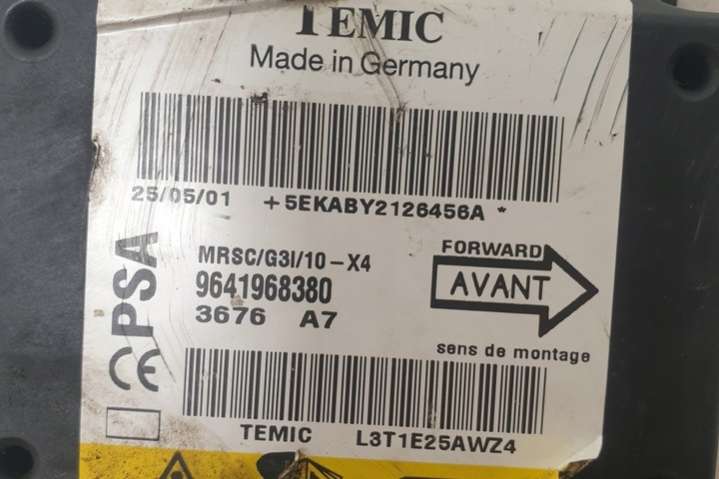 TEMIC
Made in Germany
25/05/01 +5EKABY2126456A *
MRSC/G3I/10-X4
9641968380
3676 A7
FORWARD
AVANT
sens de montage
PSA
CE
TEMIC L3T1E25AWZ4